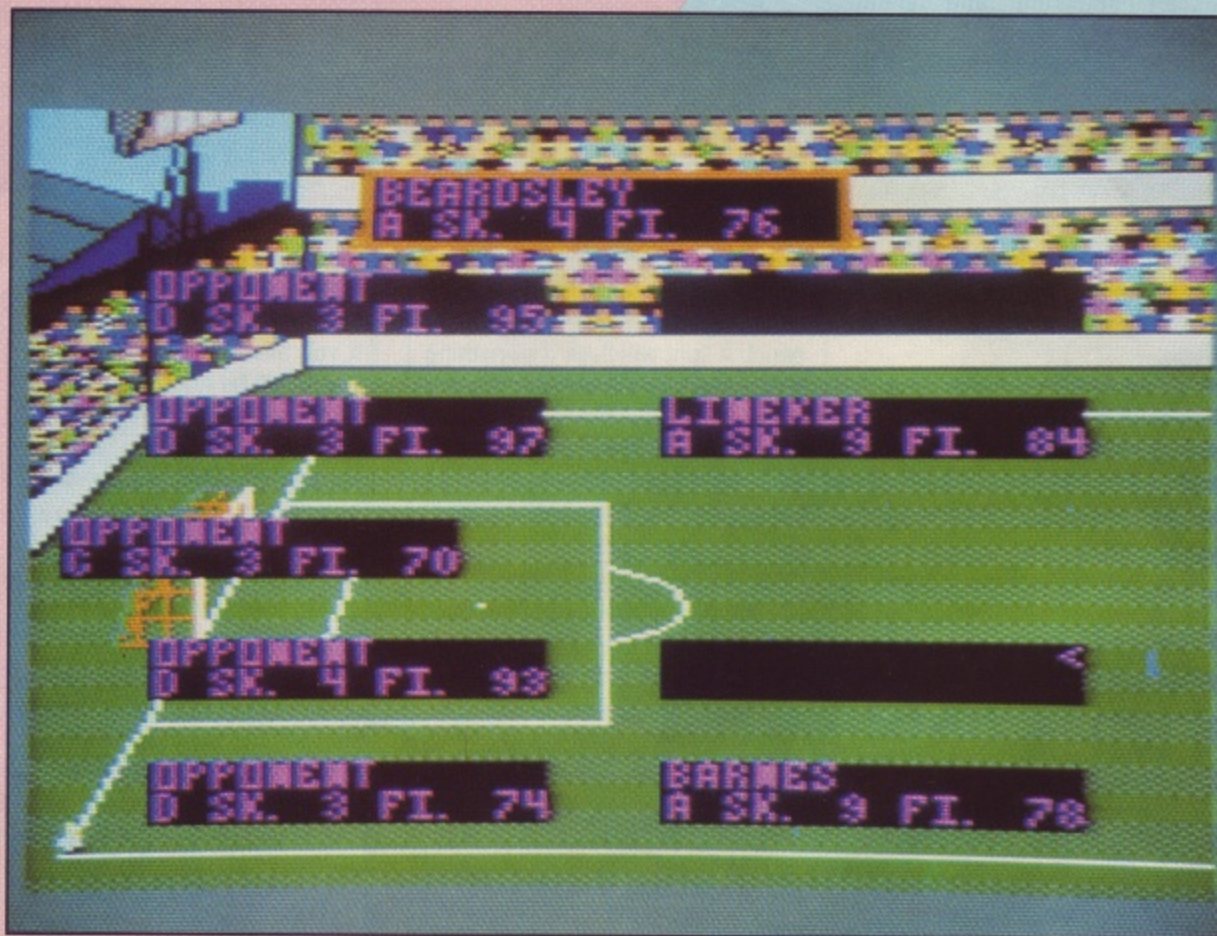 BEARDSLEY
A SK. 4 FI. 76
OPPONENT
D SK. 3 FI. 95
OPPONENT
D SK. 3 FI. 97
LINEKER
A SK. 9 FI. 84
OPPONENT
G SK. 3 FI. 70
OPPONENT
D SK. 4 FI. 93
<
OPPONENT
D SK. 3 FI. 74
BARNES
A SK. 9 FI. 78